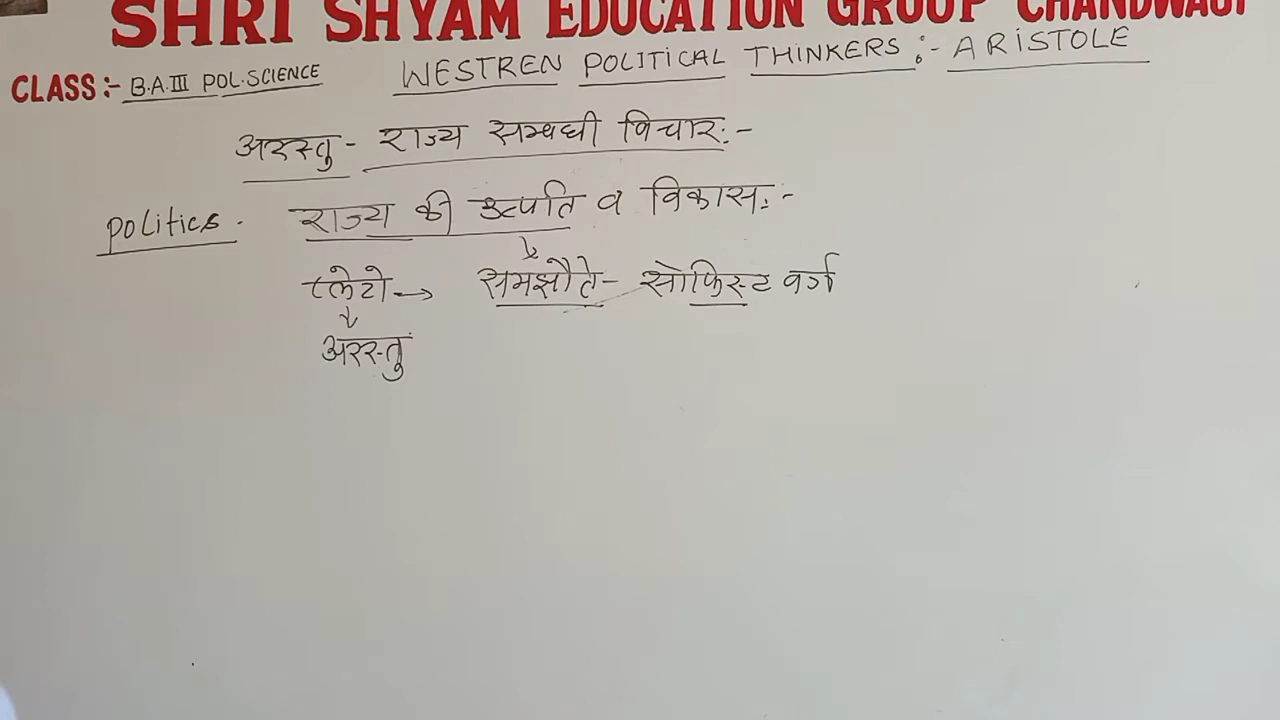 SHRI SHYAM EDUCATION GROUP CHANDWAJI
CLASS:- B.A.III POL.SCIENCE WESTREN POLITICAL THINKERS:- ARISTOLE
अरस्तु - राज्य सम्बधी विचार:-
Politics. राज्य की उत्पति व विकास:-
प्लेटो→ समझौते- सोफिस्ट वर्ग
अरस्तु